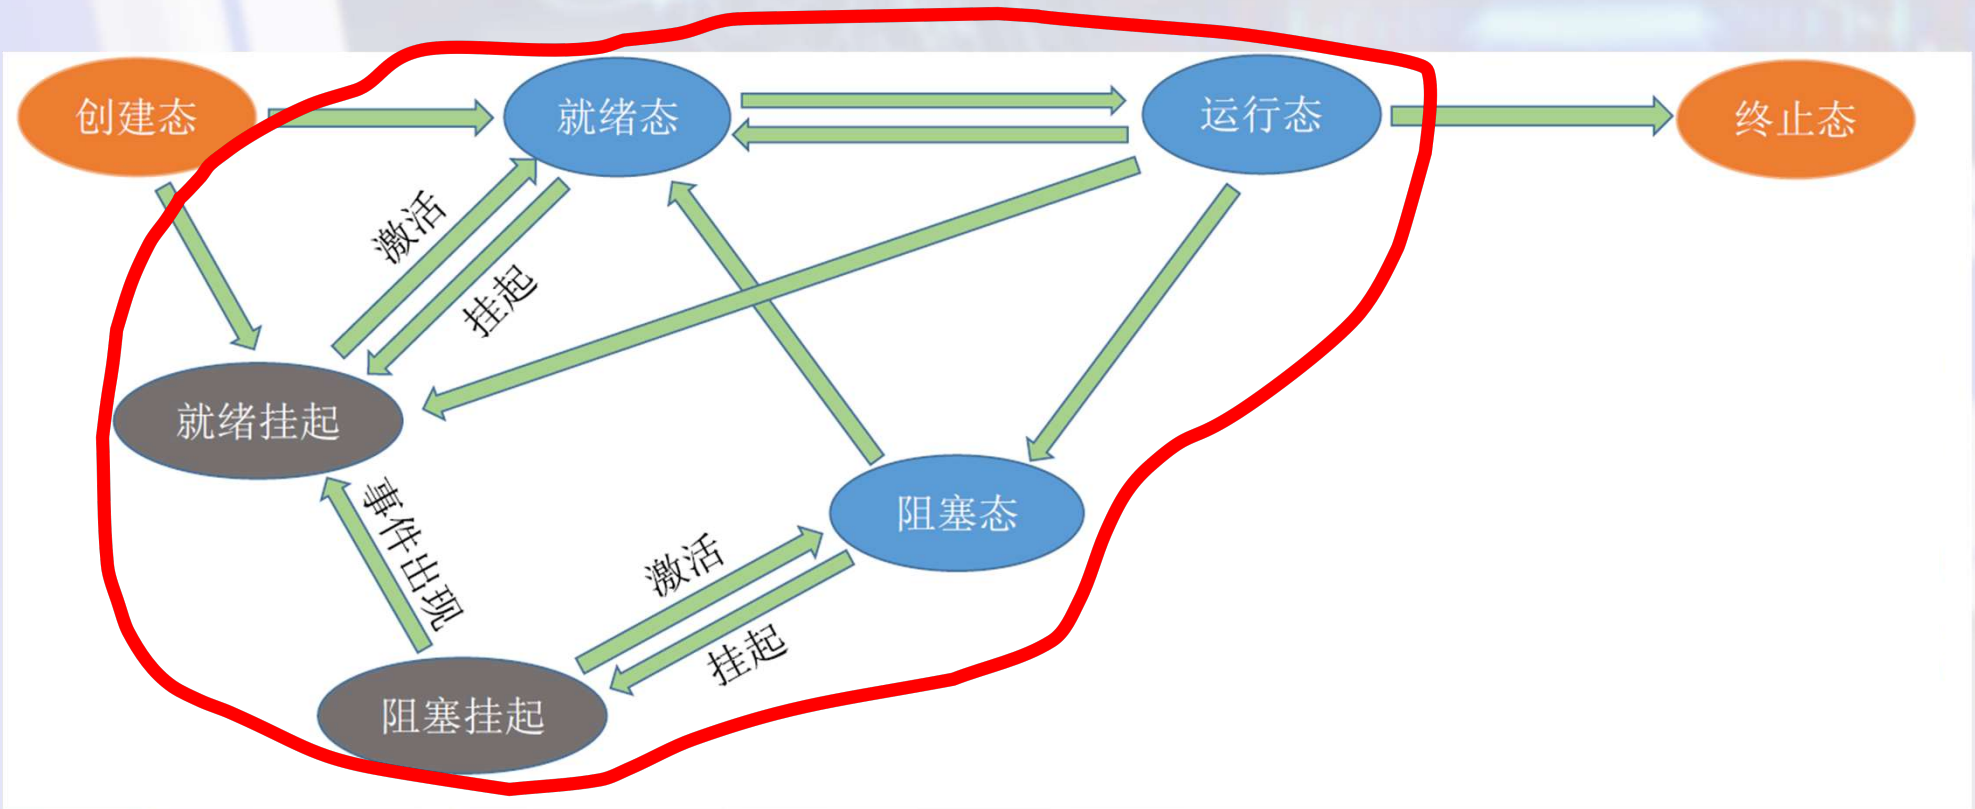 创建态
就绪态
运行态
终止态
激活
挂起
就绪挂起
事件出现
阻塞态
激活
挂起
阻塞挂起